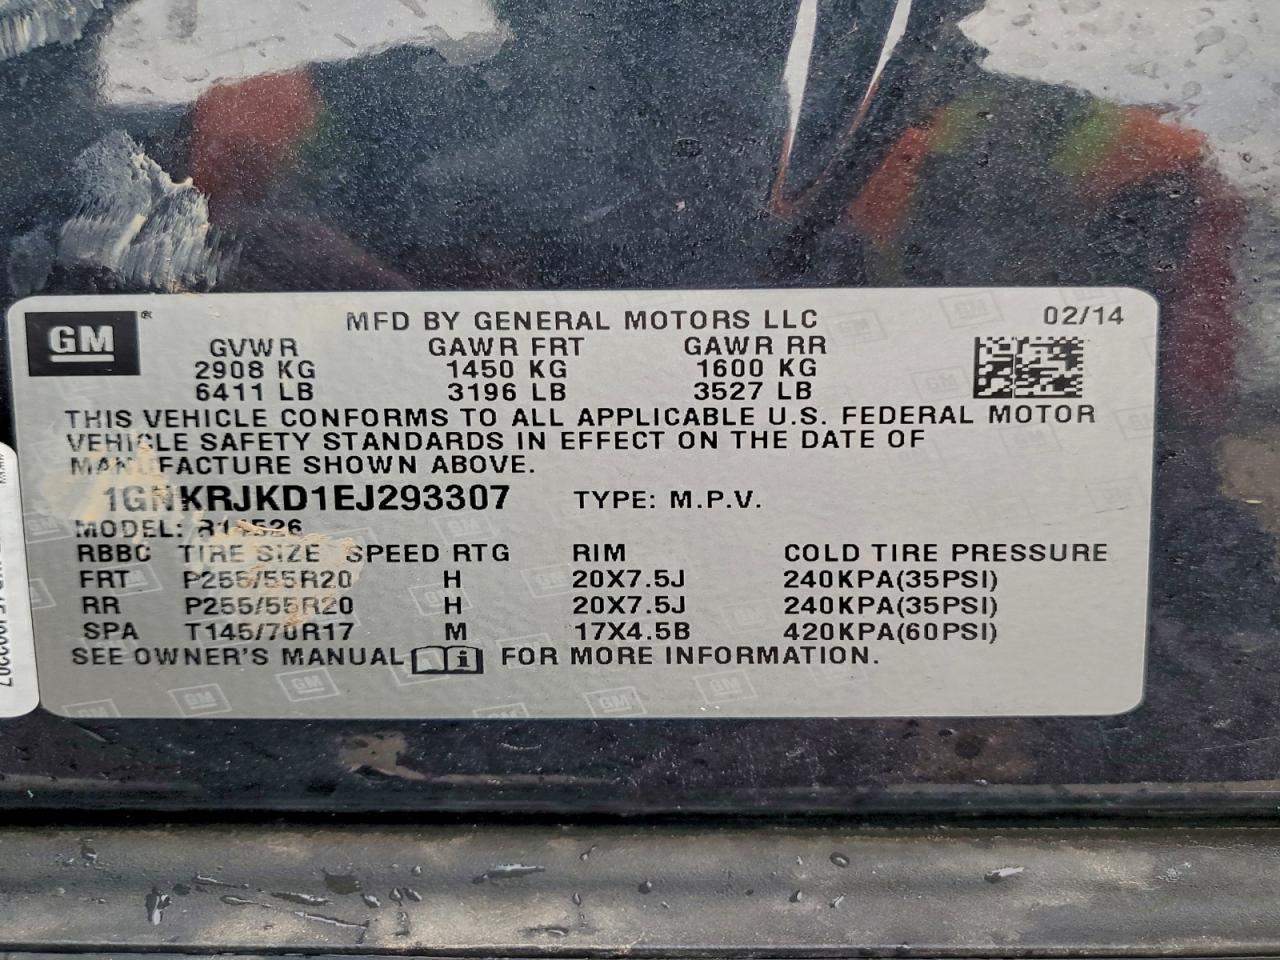 GM ®
MFD BY GENERAL MOTORS LLC 02/14
GVWR GAWR FRT GAWR RR
2908 KG 1450 KG 1600 KG
6411 LB 3196 LB 3527 LB
THIS VEHICLE CONFORMS TO ALL APPLICABLE U.S. FEDERAL MOTOR
VEHICLE SAFETY STANDARDS IN EFFECT ON THE DATE OF
MANUFACTURE SHOWN ABOVE.
1GNKRJKD1EJ293307 TYPE: M.P.V.
MODEL:
RBBC TIRE SIZE SPEED RTG RIM COLD TIRE PRESSURE
FRT P255/55R20 H 20X7.5J 240KPA(35PSI)
RR P255/55R20 H 20X7.5J 240KPA(35PSI)
SPA T145/70R17 M 17X4.5B 420KPA(60PSI)
SEE OWNER'S MANUAL FOR MORE INFORMATION.